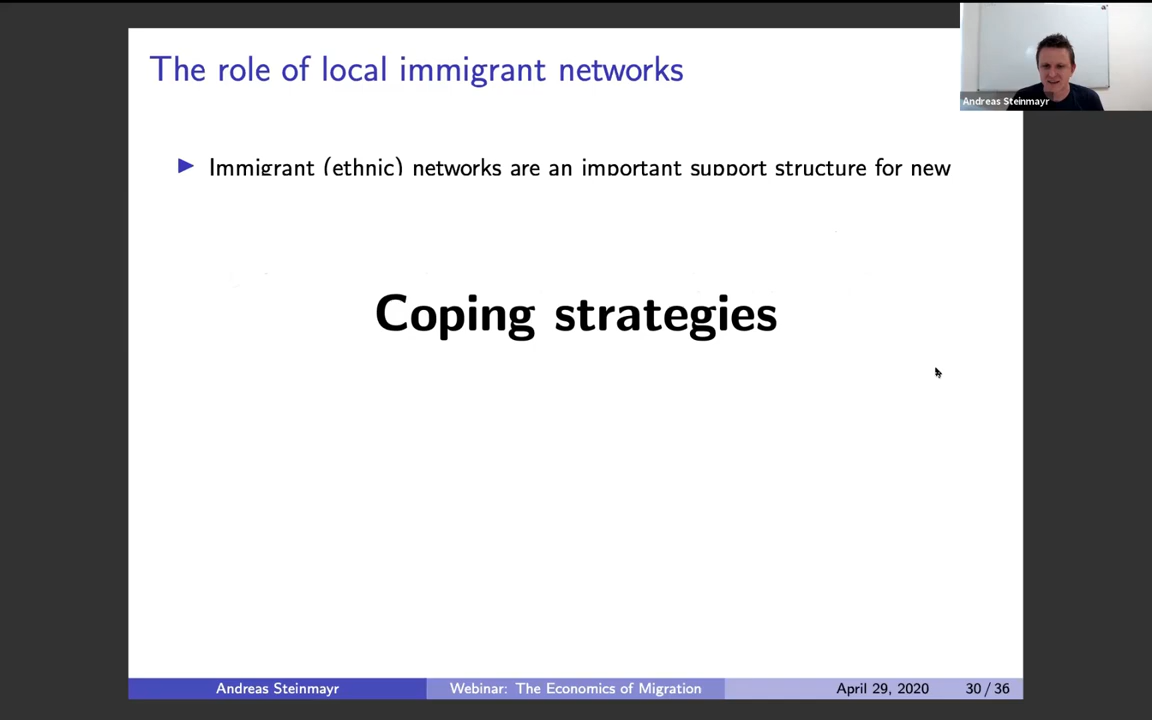 The role of local immigrant networks
Andreas Steinmayr
Immigrant (ethnic) networks are an important support structure for new
Coping strategies
Andreas Steinmayr
Webinar: The Economics of Migration
April 29, 2020
30 / 36